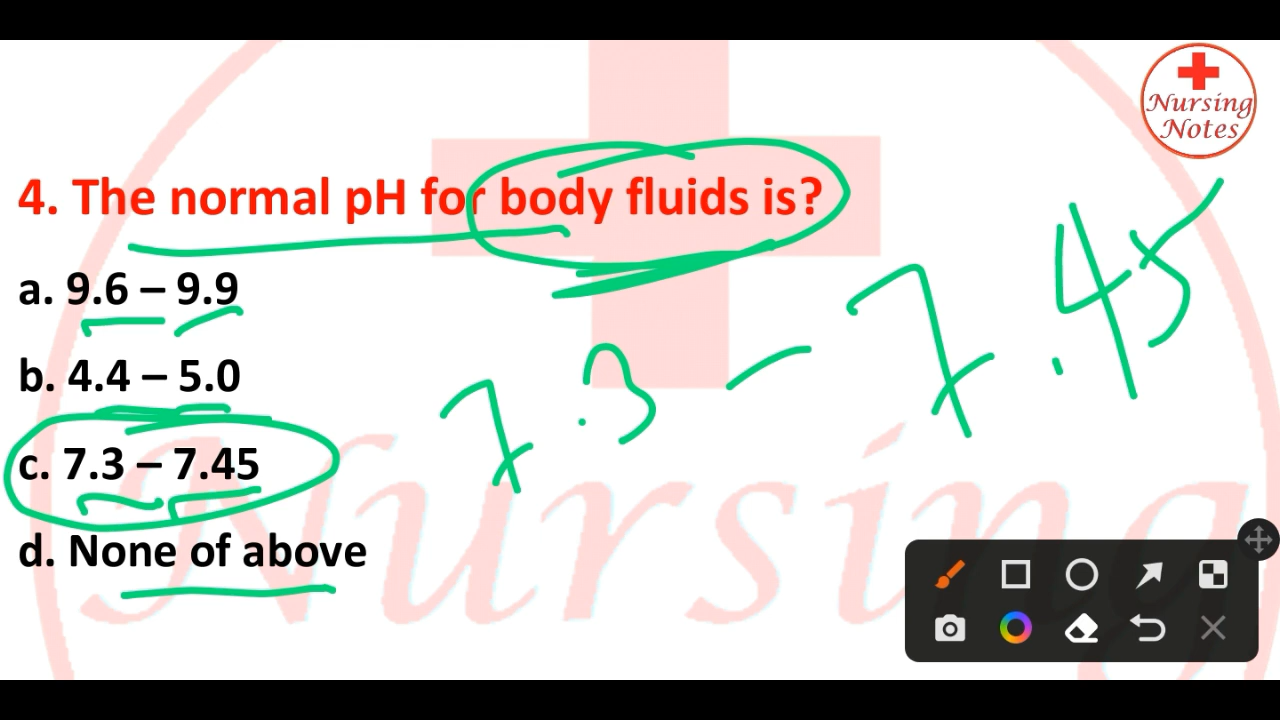 Nursing
Notes
4. The normal pH for body fluids is?
a. 9.6 – 9.9
b. 4.4 – 5.0
c. 7.3 – 7.45
d. None of above
7.3 – 7.45
Nursing